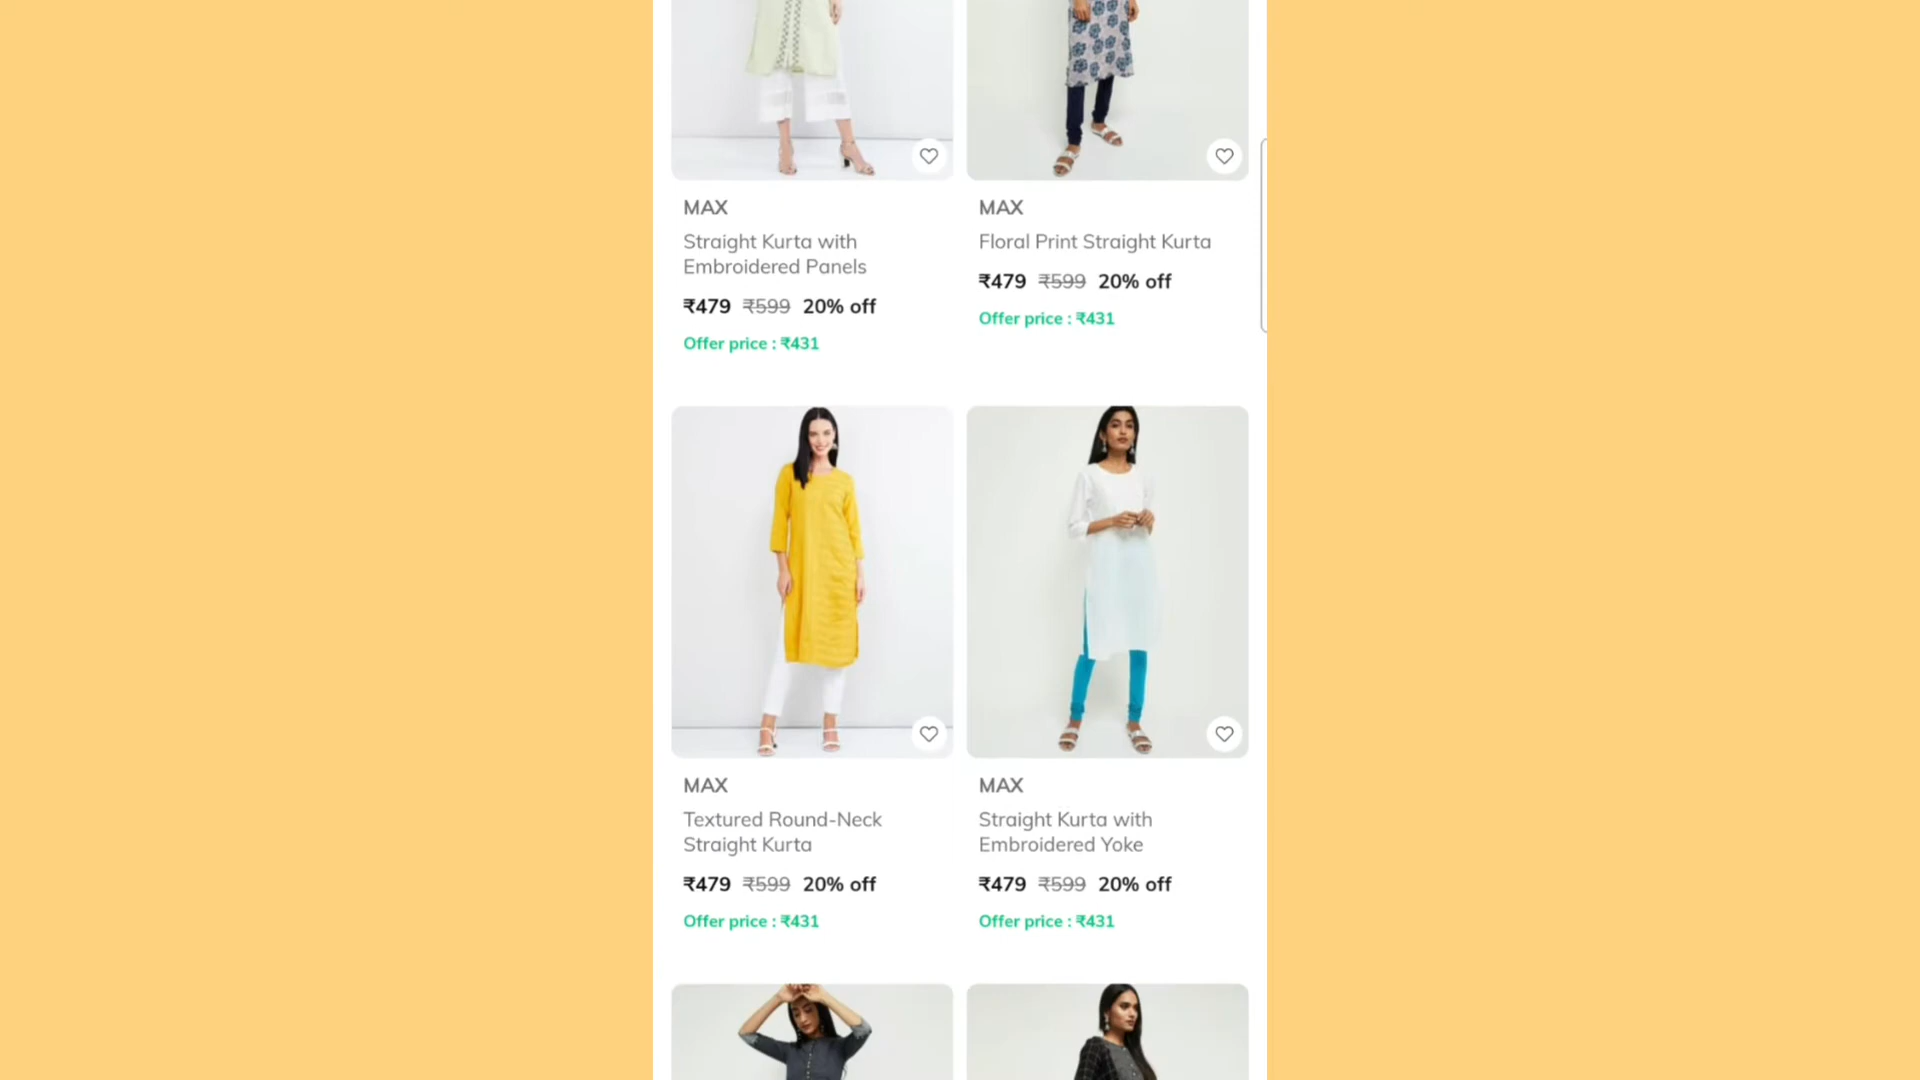 MAX
Straight Kurta with
Embroidered Panels
₹479 ₹599 20% off
Offer price : ₹431
MAX
Floral Print Straight Kurta
₹479 ₹599 20% off
Offer price : ₹431
MAX
Textured Round-Neck
Straight Kurta
₹479 ₹599 20% off
Offer price : ₹431
MAX
Straight Kurta with
Embroidered Yoke
₹479 ₹599 20% off
Offer price : ₹431